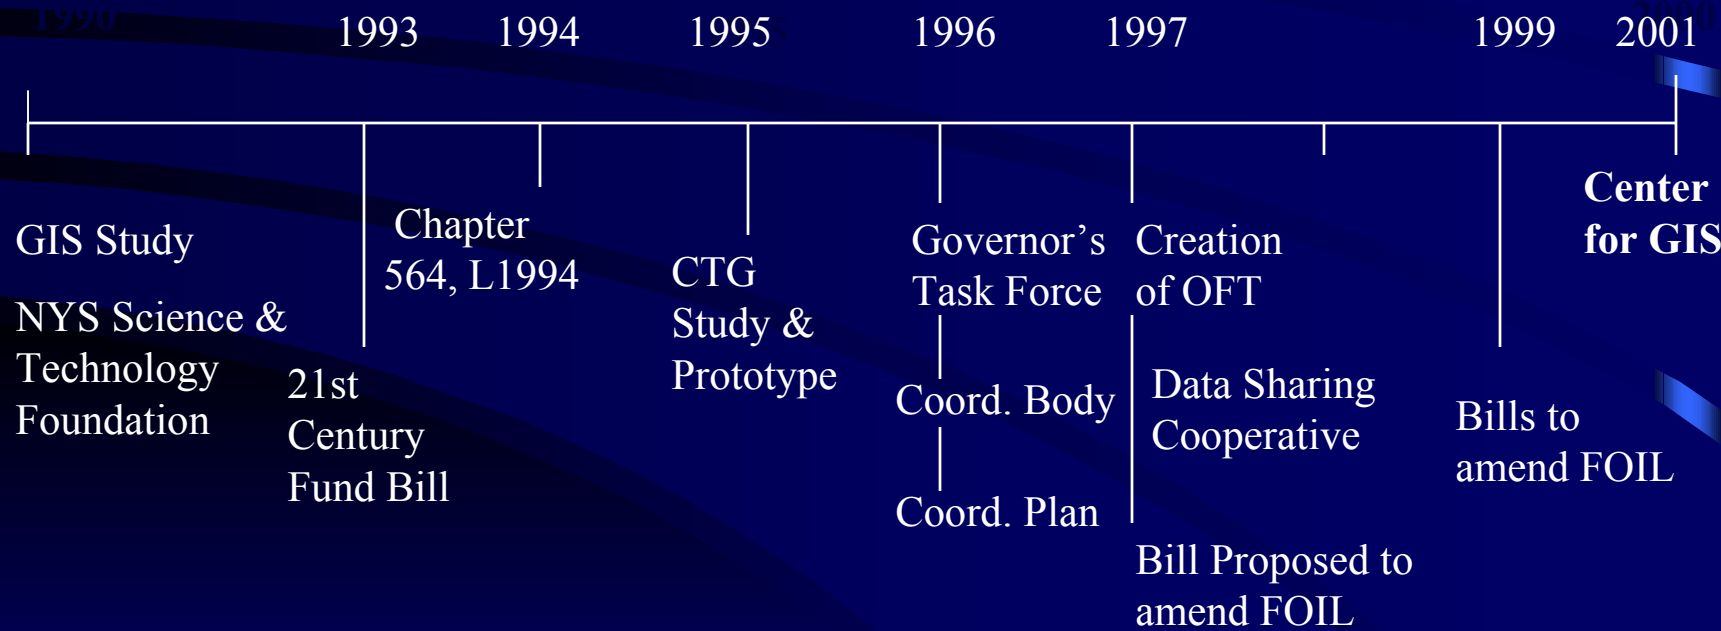 1990 1993 1994 1995 1996 1997 1999 2001 2000
GIS Study
NYS Science &
Technology
Foundation
21st
Century
Fund Bill
Chapter
564, L1994
CTG
Study &
Prototype
Governor’s
Task Force
Coord. Body
Coord. Plan
Creation
of OFT
Data Sharing
Cooperative
Bill Proposed to
amend FOIL
Bills to
amend FOIL
Center
for GIS